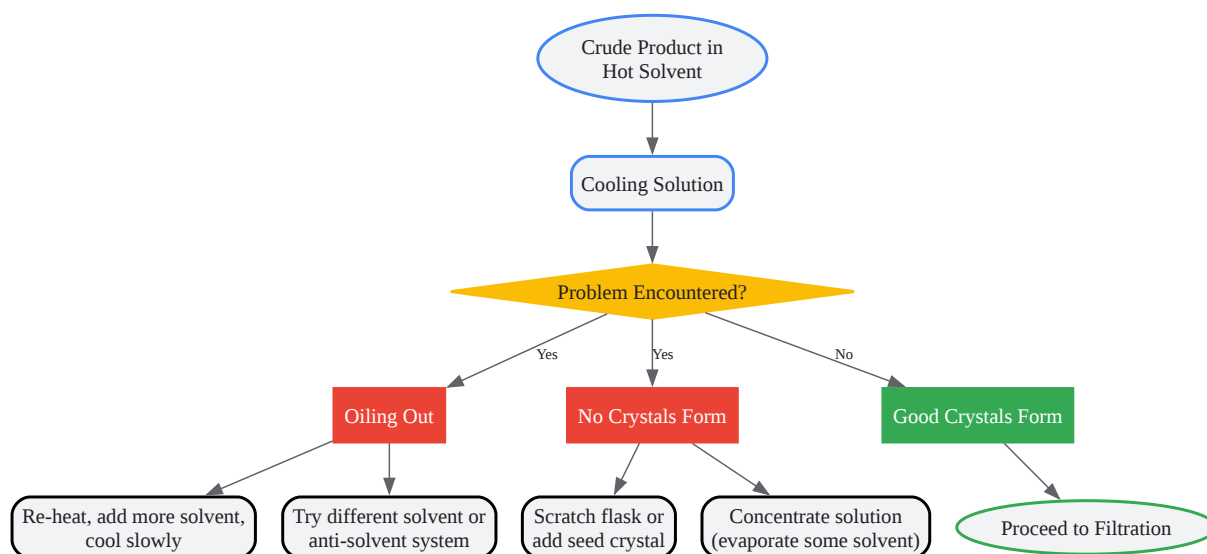 Crude Product in
Hot Solvent
Cooling Solution
Problem Encountered?
Yes
Yes
No
Oiling Out
No Crystals Form
Good Crystals Form
Re-heat, add more solvent,
cool slowly
Try different solvent or
anti-solvent system
Scratch flask or
add seed crystal
Concentrate solution
(evaporate some solvent)
Proceed to Filtration